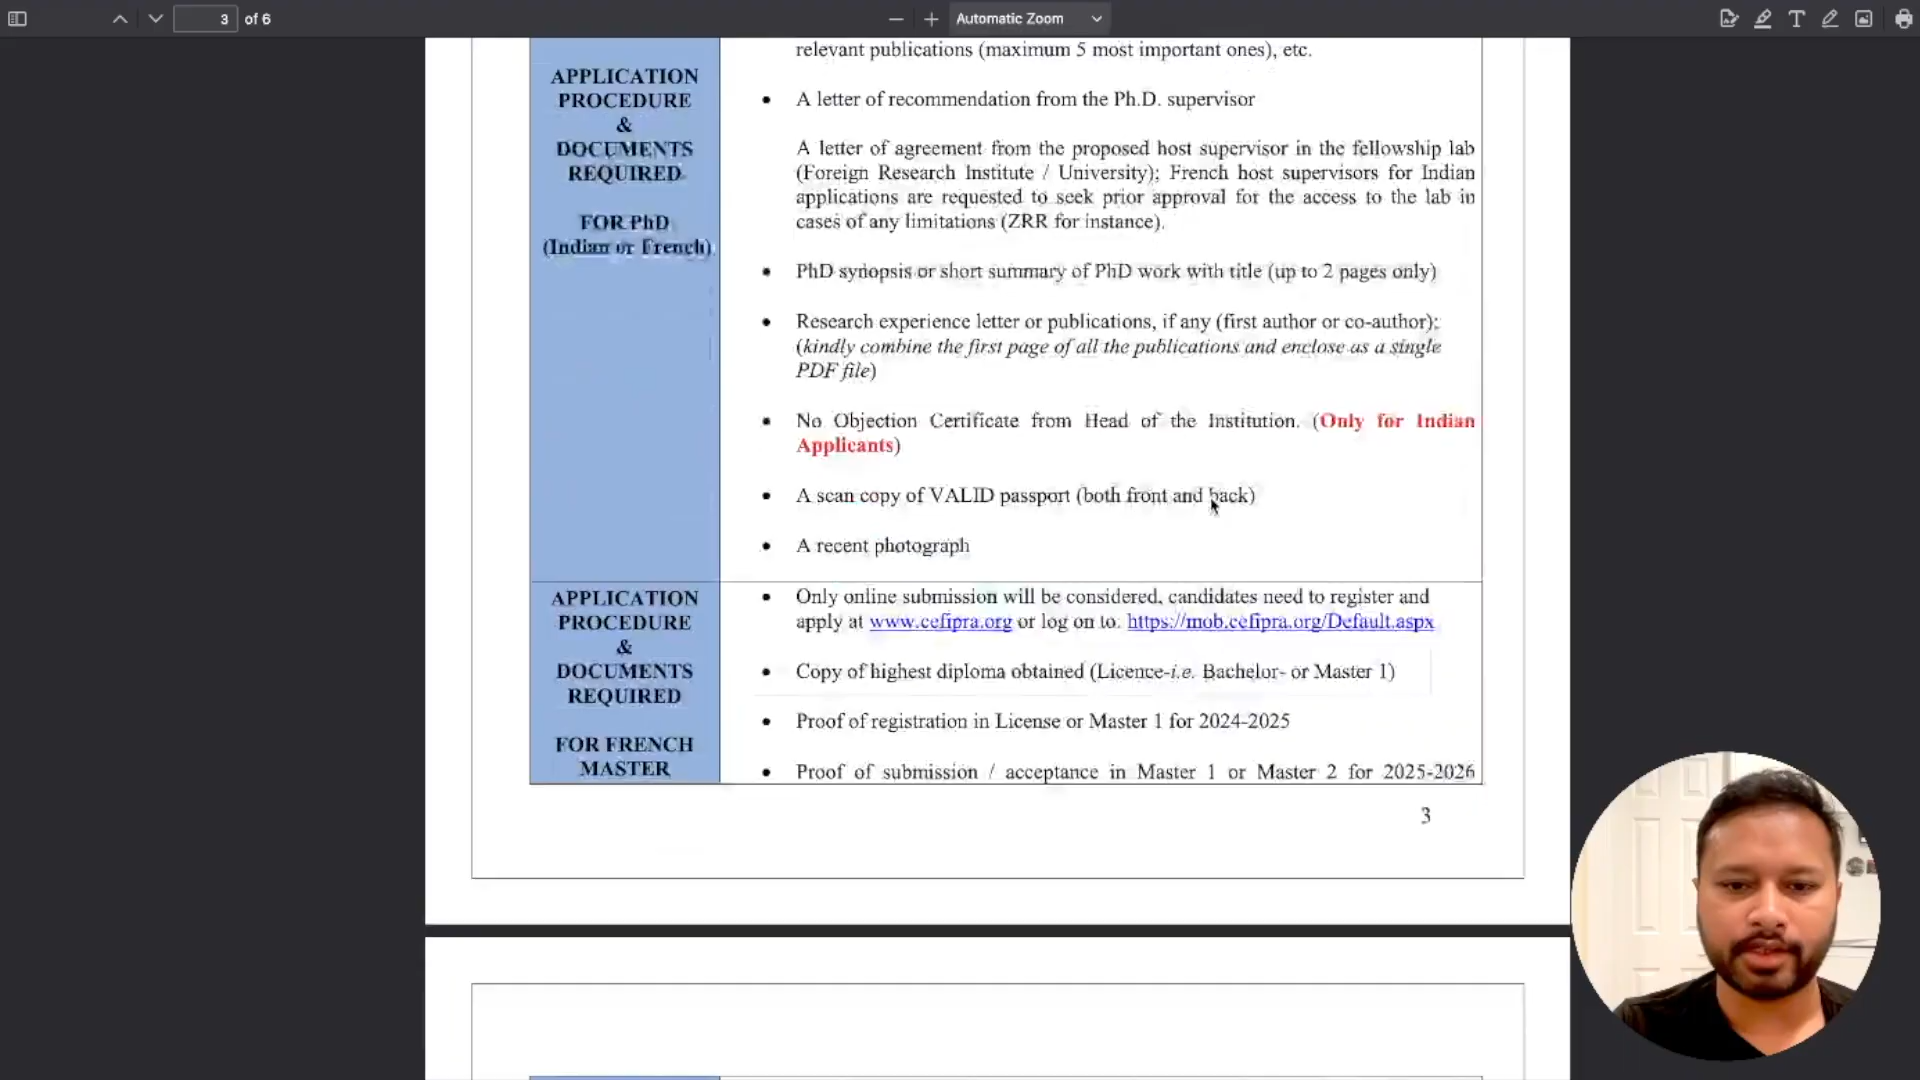 3 of 6
Automatic Zoom
relevant publications (maximum 5 most important ones), etc.
APPLICATION
PROCEDURE
&
DOCUMENTS
REQUIRED
FOR PhD
(Indian or French)
• A letter of recommendation from the Ph.D. supervisor
A letter of agreement from the proposed host supervisor in the fellowship lab
(Foreign Research Institute / University); French host supervisors for Indian
applications are requested to seek prior approval for the access to the lab in
cases of any limitations (ZRR for instance).
• PhD synopsis or short summary of PhD work with title (up to 2 pages only)
• Research experience letter or publications, if any (first author or co-author);
(kindly combine the first page of all the publications and enclose as a single
PDF file)
• No Objection Certificate from Head of the Institution. (Only for Indian
Applicants)
• A scan copy of VALID passport (both front and back)
• A recent photograph
APPLICATION
PROCEDURE
&
DOCUMENTS
REQUIRED
FOR FRENCH
MASTER
• Only online submission will be considered, candidates need to register and
apply at www.cefipra.org or log on to: https://mob.cefipra.org/Default.aspx
• Copy of highest diploma obtained (Licence-i.e. Bachelor- or Master 1)
• Proof of registration in License or Master 1 for 2024-2025
• Proof of submission / acceptance in Master 1 or Master 2 for 2025-2026
3